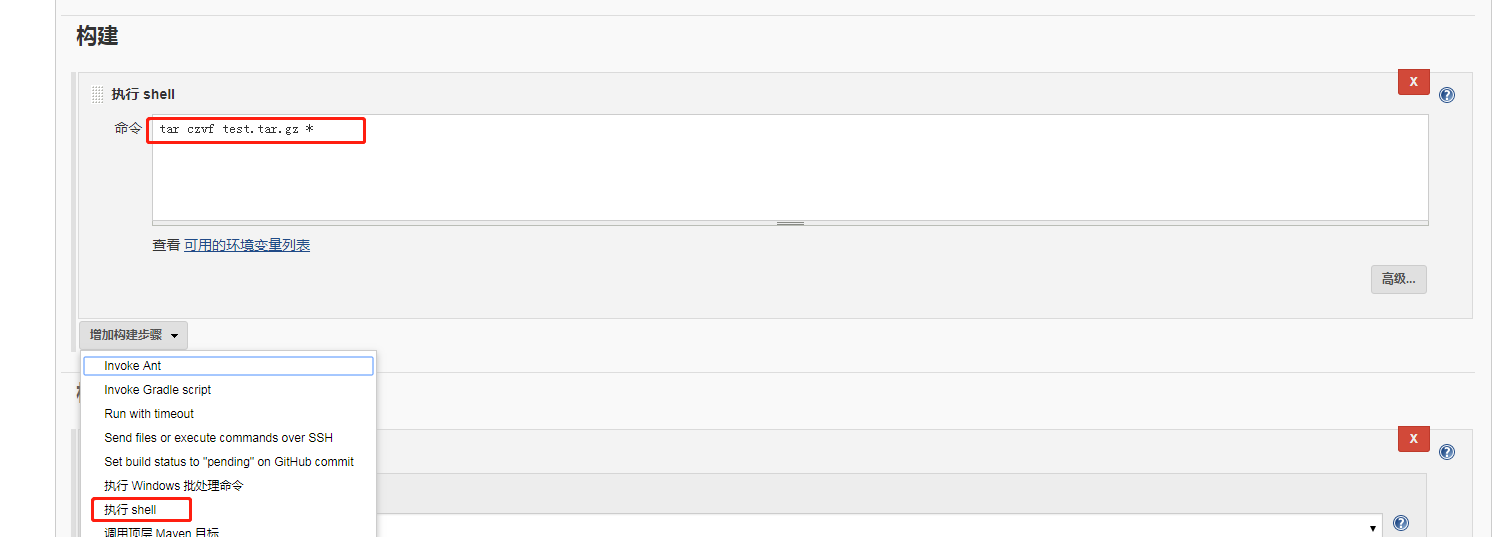 构建
X
执行 shell
命令
tar czvf test.tar.gz *
查看 可用的环境变量列表
高级...
增加构建步骤
Invoke Ant
Invoke Gradle script
Run with timeout
Send files or execute commands over SSH
X
Set build status to "pending" on GitHub commit
执行 Windows 批处理命令
执行 shell
调用顶层 Maven 目标